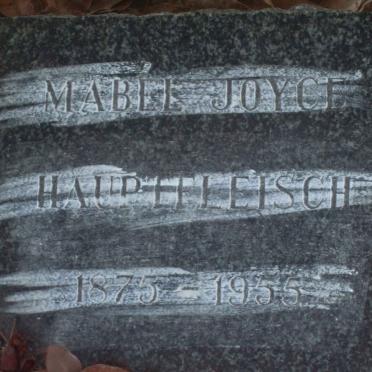 MABEL JOYCE
HAUPTFLEISCH
1875 - 1955